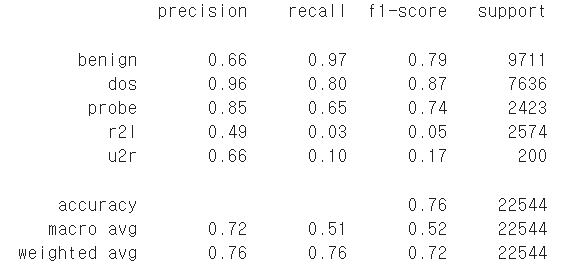 precision recall f1-score support
benign 0.66 0.97 0.79 9711
dos 0.96 0.80 0.87 7636
probe 0.85 0.65 0.74 2423
r2l 0.49 0.03 0.05 2574
u2r 0.66 0.10 0.17 200
accuracy 0.76 22544
macro avg 0.72 0.51 0.52 22544
weighted avg 0.76 0.76 0.72 22544